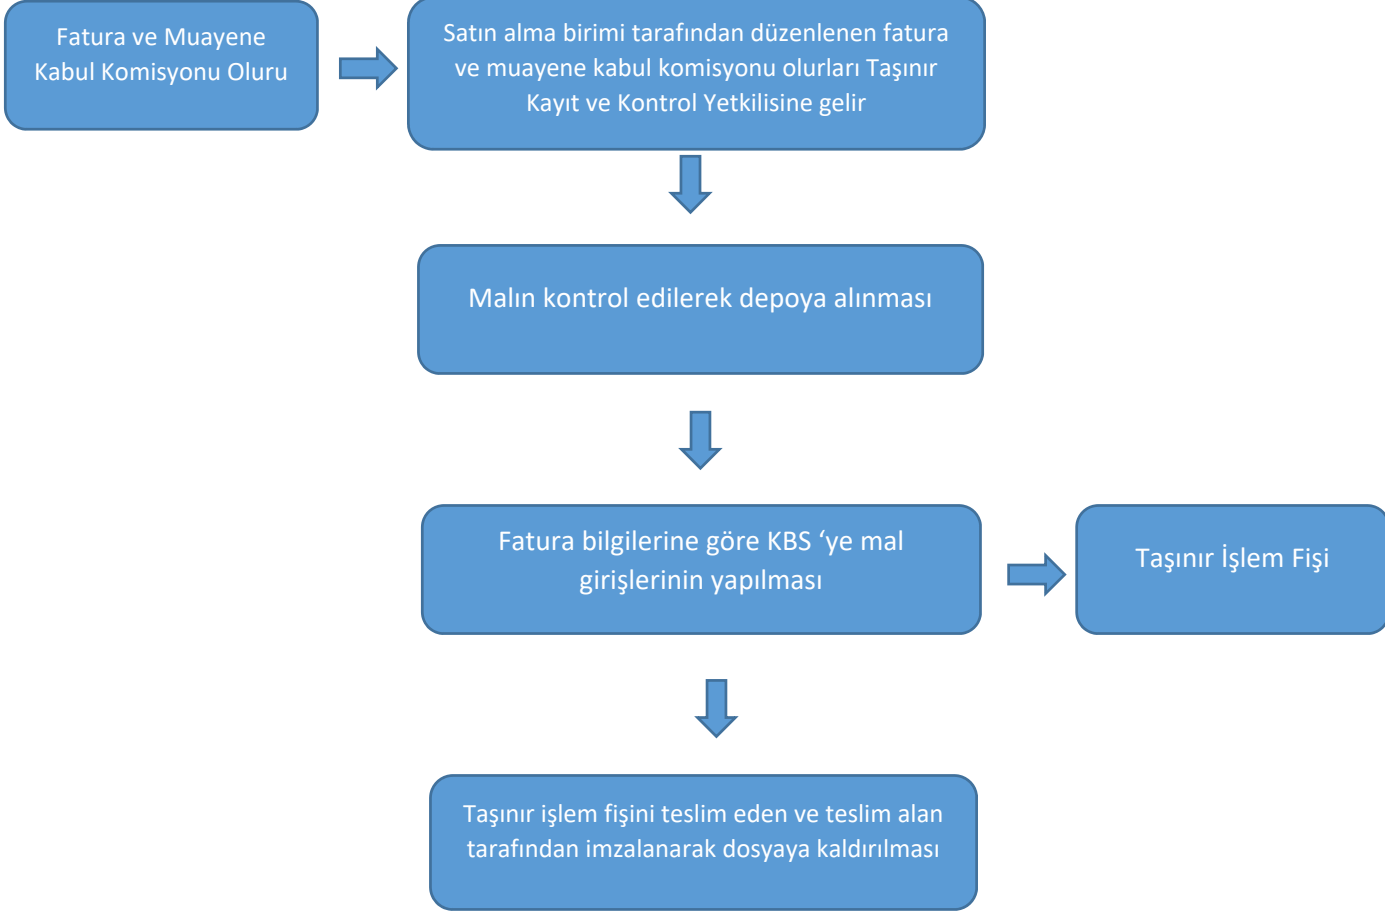 Fatura ve Muayene
Kabul Komisyonu Oluru
Satın alma birimi tarafından düzenlenen fatura
ve muayene kabul komisyonu olurları Taşınır
Kayıt ve Kontrol Yetkilisine gelir
Malın kontrol edilerek depoya alınması
Fatura bilgilerine göre KBS ‘ye mal
girişlerinin yapılması
Taşınır İşlem Fişi
Taşınır işlem fişini teslim eden ve teslim alan
tarafından imzalanarak dosyaya kaldırılması